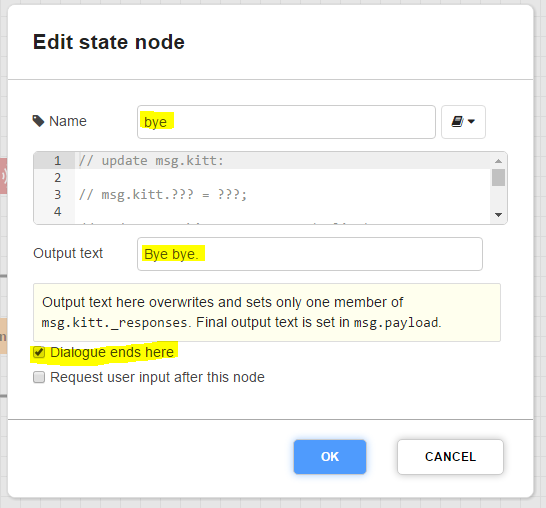 Edit state node
Name
bye
1 // update msg.kitt:
2
3 // msg.kitt.??? = ???;
4
Output text
Bye bye.
Output text here overwrites and sets only one member of
msg.kitt._responses. Final output text is set in msg.payload.
Dialogue ends here
Request user input after this node
OK
CANCEL